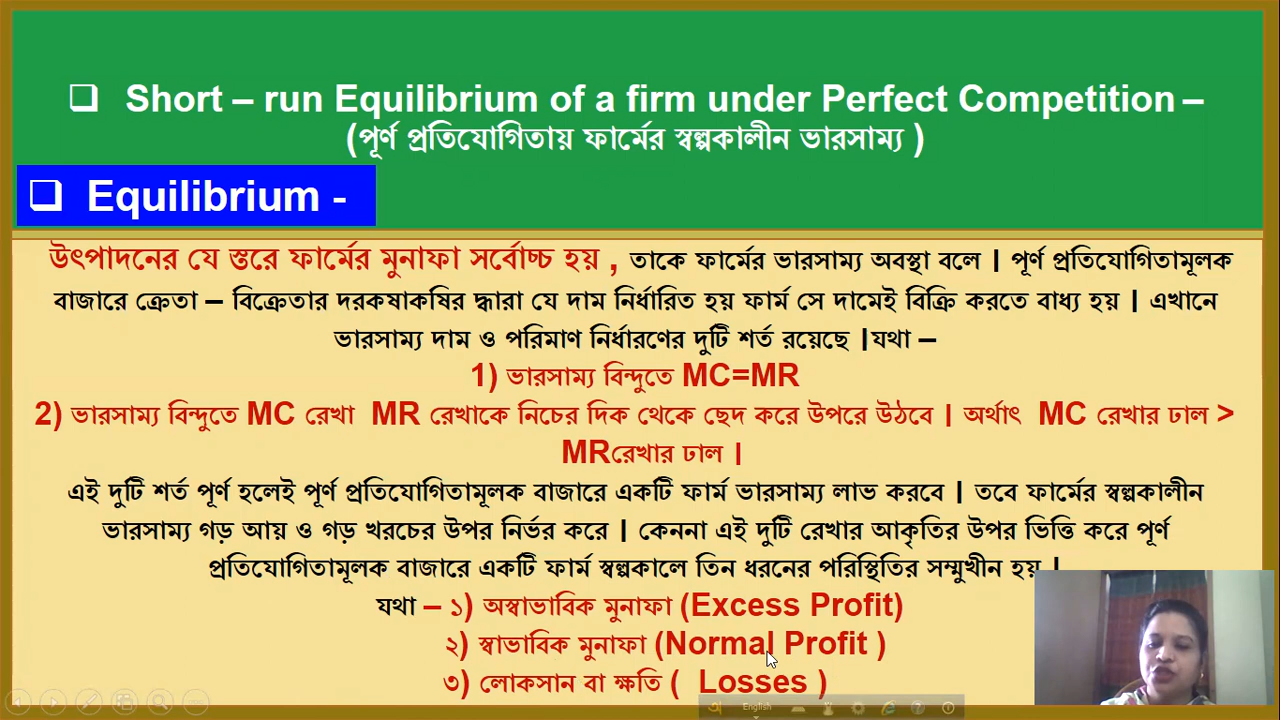 ❑ Short – run Equilibrium of a firm under Perfect Competition –
(পূর্ণ প্রতিযোগিতায় ফার্মের স্বল্পকালীন ভারসাম্য )
❑ Equilibrium -
উৎপাদনের যে স্তরে ফার্মের মুনাফা সর্বোচ্চ হয় , তাকে ফার্মের ভারসাম্য অবস্থা বলে । পূর্ণ প্রতিযোগিতামূলক
বাজারে ক্রেতা – বিক্রেতার দরকষাকষির দ্ধারা যে দাম নির্ধারিত হয় ফার্ম সে দামেই বিক্রি করতে বাধ্য হয় । এখানে
ভারসাম্য দাম ও পরিমাণ নির্ধারণের দুটি শর্ত রয়েছে ।যথা –
1) ভারসাম্য বিন্দুতে MC=MR
2) ভারসাম্য বিন্দুতে MC রেখা MR রেখাকে নিচের দিক থেকে ছেদ করে উপরে উঠবে । অর্থাৎ MC রেখার ঢাল >
MRরেখার ঢাল ।
এই দুটি শর্ত পূর্ণ হলেই পূর্ণ প্রতিযোগিতামূলক বাজারে একটি ফার্ম ভারসাম্য লাভ করবে । তবে ফার্মের স্বল্পকালীন
ভারসাম্য গড় আয় ও গড় খরচের উপর নির্ভর করে । কেননা এই দুটি রেখার আকৃতির উপর ভিত্তি করে পূর্ণ
প্রতিযোগিতামূলক বাজারে একটি ফার্ম স্বল্পকালে তিন ধরনের পরিস্থিতির সম্মুখীন হয় ।
যথা – ১) অস্বাভাবিক মুনাফা (Excess Profit)
২) স্বাভাবিক মুনাফা (Normal Profit )
৩) লোকসান বা ক্ষতি ( Losses )
English